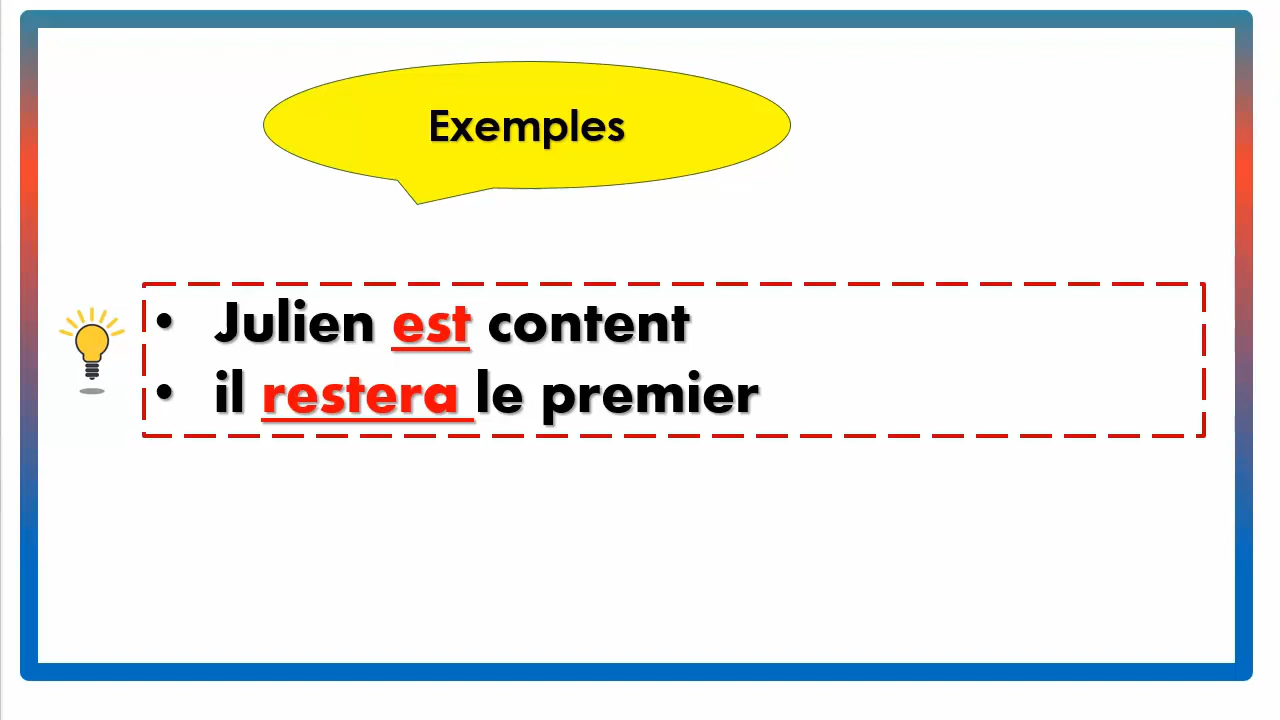 Exemples
• Julien est content
• il restera le premier